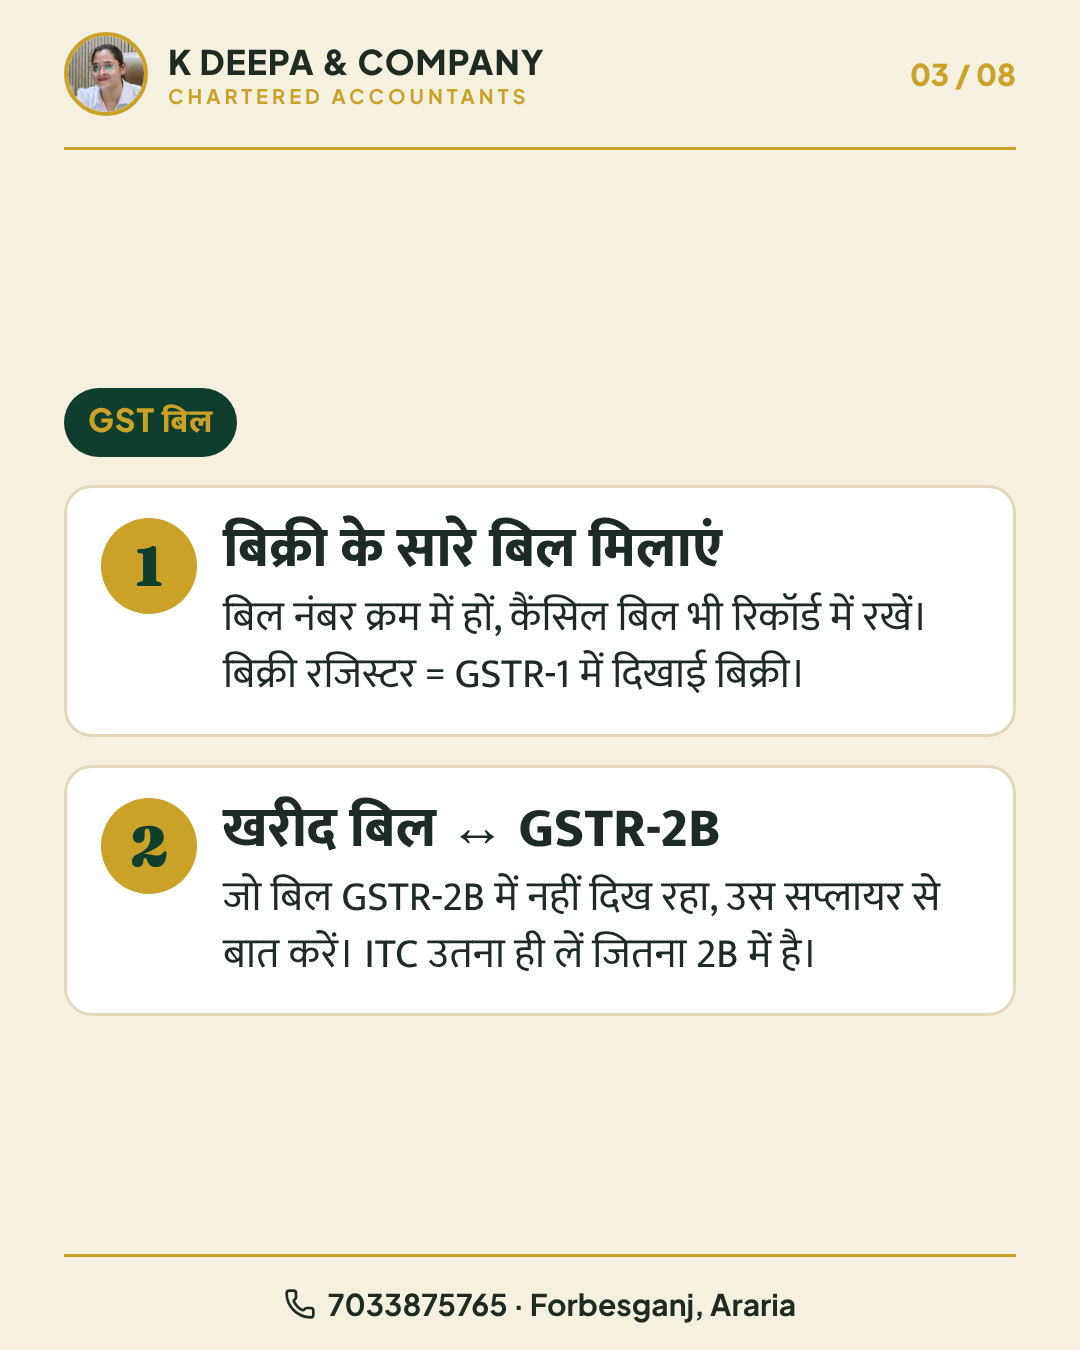 K DEEPA & COMPANY
CHARTERED ACCOUNTANTS
03 / 08
GST बिल
1
बिक्री के सारे बिल मिलाएं
बिल नंबर क्रम में हों, कैंसिल बिल भी रिकॉर्ड में रखें।
बिक्री रजिस्टर = GSTR-1 में दिखाई बिक्री।
2
खरीद बिल ↔ GSTR-2B
जो बिल GSTR-2B में नहीं दिख रहा, उस सप्लायर से
बात करें। ITC उतना ही लें जितना 2B में है।
7033875765 · Forbesganj, Araria